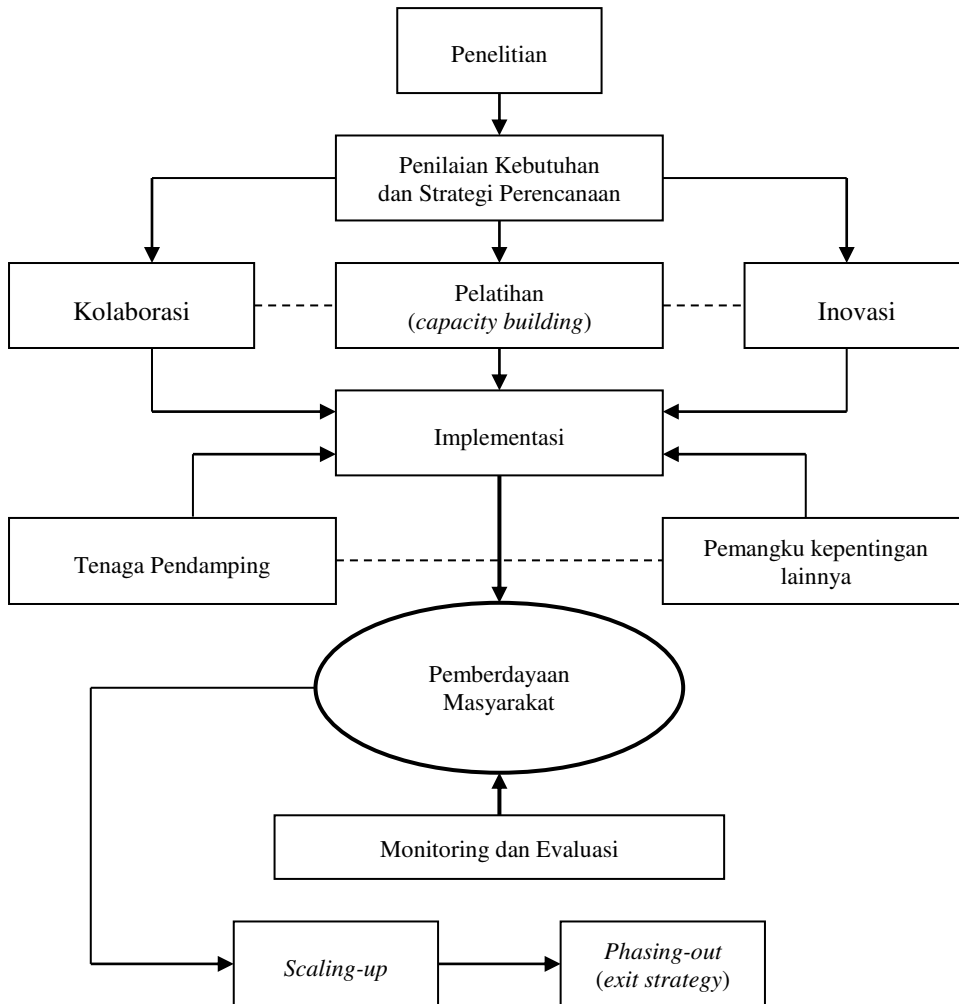 Penelitian
Penilaian Kebutuhan
dan Strategi Perencanaan
Kolaborasi
Pelatihan
(capacity building)
Inovasi
Implementasi
Tenaga Pendamping
Pemangku kepentingan
lainnya
Pemberdayaan
Masyarakat
Monitoring dan Evaluasi
Scaling-up
Phasing-out
(exit strategy)